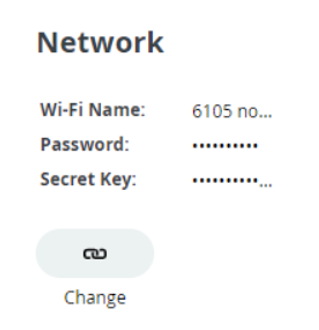 Network
Wi-Fi Name: 6105 no...
Password: ••••••••••
Secret Key: ••••••••••...
Change